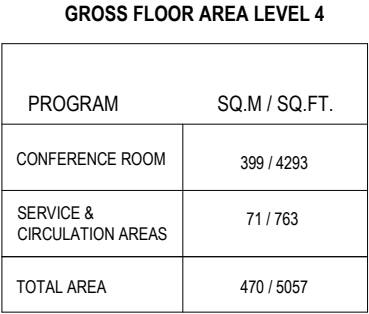 GROSS FLOOR AREA LEVEL 4
PROGRAM SQ.M / SQ.FT.
CONFERENCE ROOM 399 / 4293
SERVICE & 71 / 763
CIRCULATION AREAS
TOTAL AREA 470 / 5057